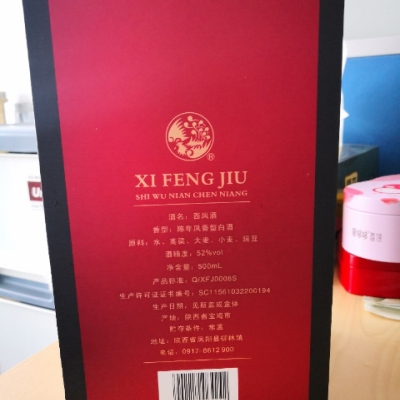 XI FENG JIU
SHI WU NIAN CHEN NIANG
酒名：西凤酒
香型：陈年凤香型白酒
原料：水、高粱、大麦、小麦、豌豆
酒精度：52%vol
净含量：500mL
产品标准：Q/XFJ0006S
生产许可证证书编号：SC11561032200194
生产日期：见瓶盖或盒体
产地：陕西省宝鸡市
贮存条件：常温
地址：陕西省凤翔县柳林镇
电话：0917-8612960